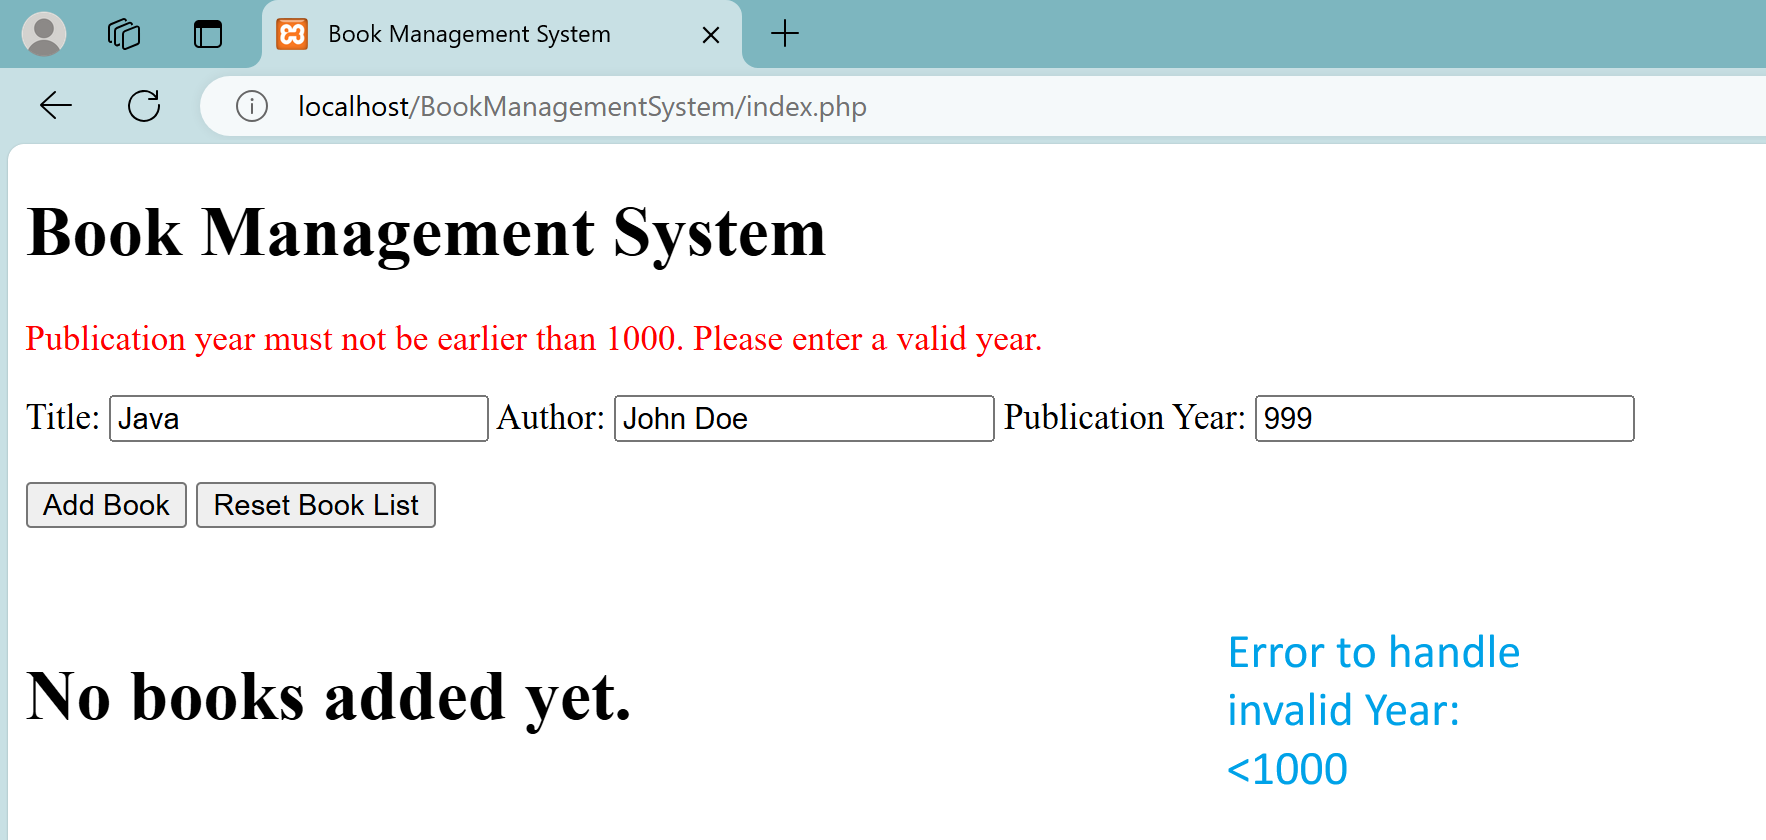 Book Management System
localhost/BookManagementSystem/index.php
Book Management System
Publication year must not be earlier than 1000. Please enter a valid year.
Title: Java Author: John Doe Publication Year: 999
Add Book Reset Book List
No books added yet.
Error to handle
invalid Year:
<1000